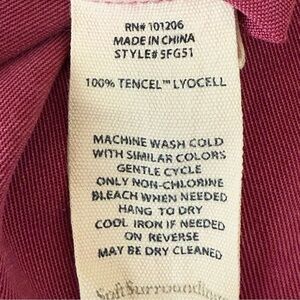 RN# 101206
MADE IN CHINA
STYLE# 5FG51
100% TENCEL™ LYOCELL
MACHINE WASH COLD
WITH SIMILAR COLORS
GENTLE CYCLE
ONLY NON-CHLORINE
BLEACH WHEN NEEDED
HANG TO DRY
COOL IRON IF NEEDED
ON REVERSE
MAY BE DRY CLEANED
Soft Surroundings